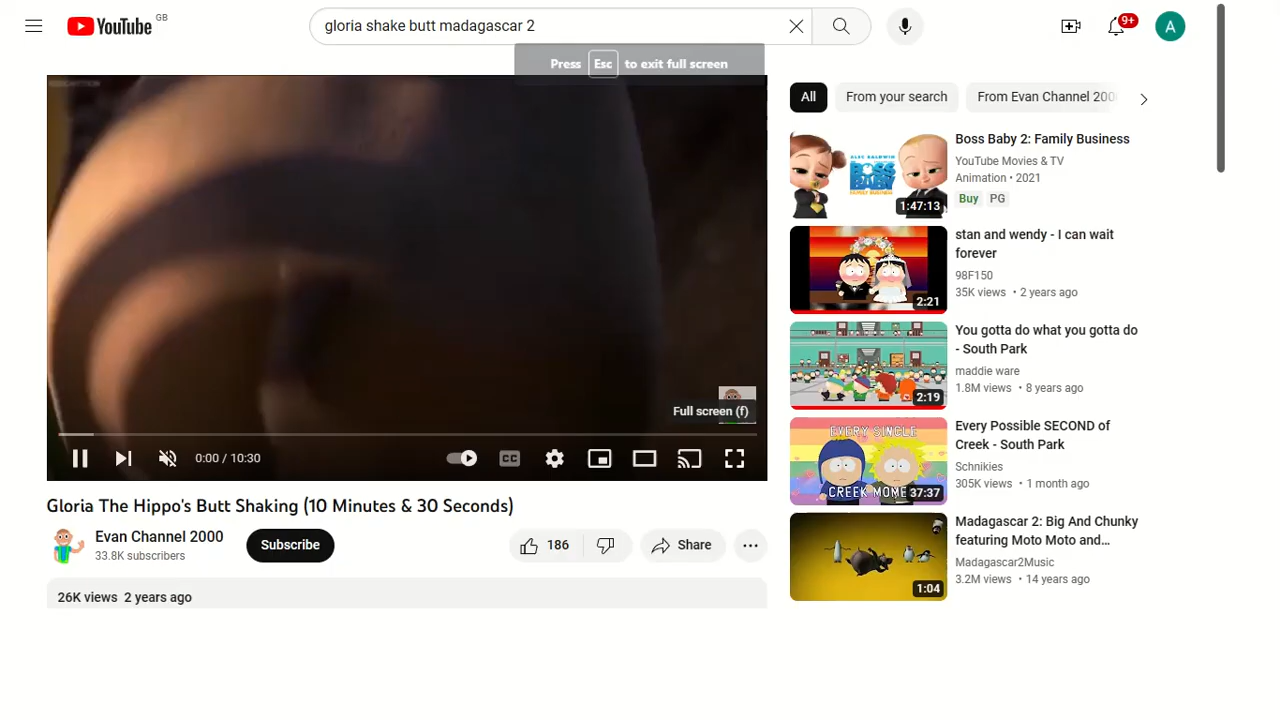 YouTube GB
gloria shake butt madagascar 2
9+
A
Press Esc to exit full screen
Full screen (f)
0:00 / 10:30
CC
Gloria The Hippo's Butt Shaking (10 Minutes & 30 Seconds)
Evan Channel 2000
33.8K subscribers
Subscribe
186
Share
26K views 2 years ago
All
From your search
From Evan Channel 200
ALEC BALDWIN
BOSS BABY
1:47:13
Boss Baby 2: Family Business
YouTube Movies & TV
Animation • 2021
Buy PG
2:21
stan and wendy - I can wait
forever
98F150
35K views • 2 years ago
2:19
You gotta do what you gotta do
- South Park
maddie ware
1.8M views • 8 years ago
EVERY SINGLE
CREEK MOME
37:37
Every Possible SECOND of
Creek - South Park
Schnikies
305K views • 1 month ago
1:04
Madagascar 2: Big And Chunky
featuring Moto Moto and...
Madagascar2Music
3.2M views • 14 years ago